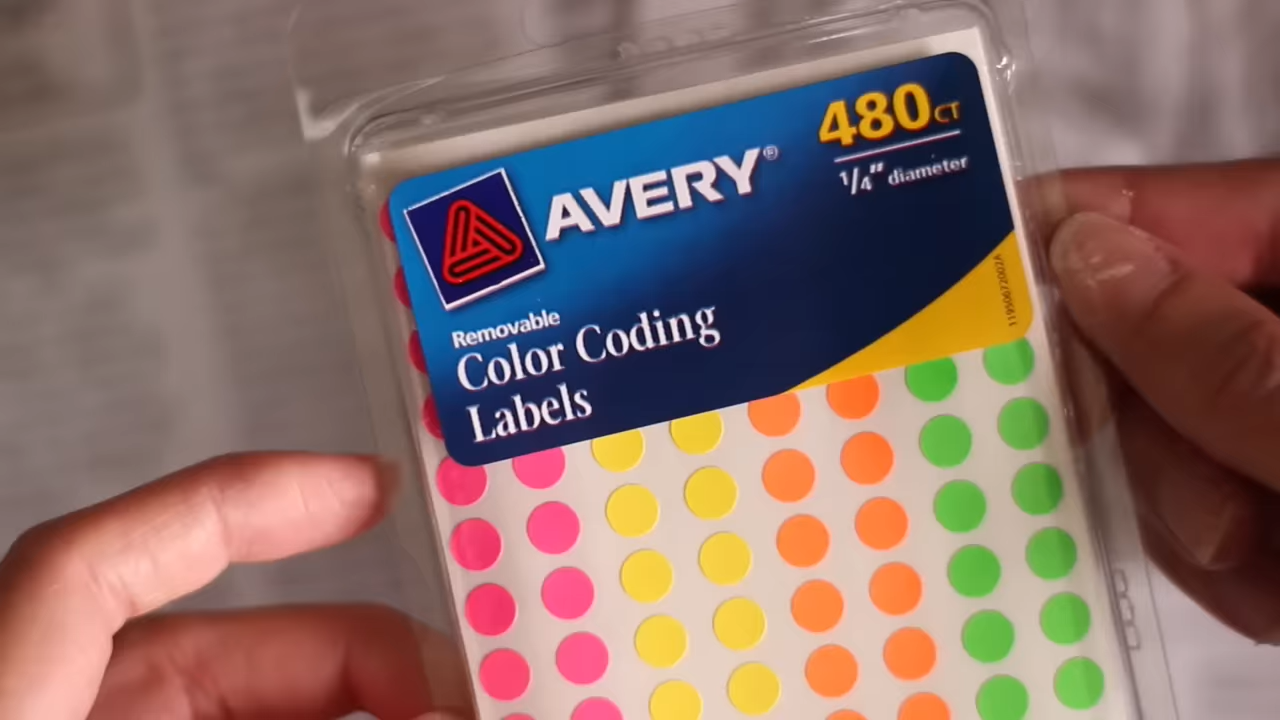 480CT
1/4" diameter
AVERY®
Removable
Color Coding
Labels